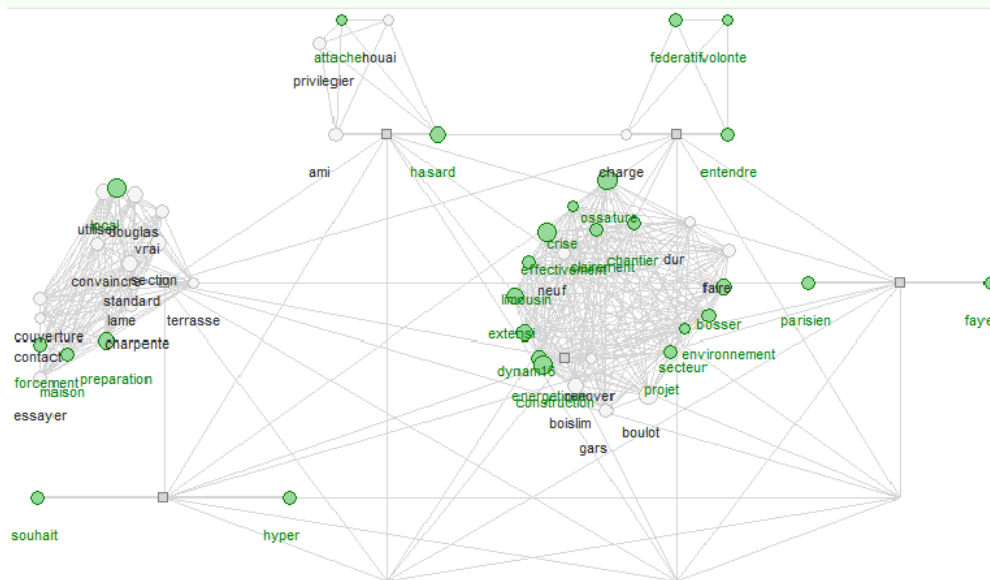 attache
houai
federatif
volonte
privilegier
ami
hasard
charge
entendre
local
utilise
douglas
vrai
ossature
crise
chantier
clairement
dur
effectivement
convaincre
section
neuf
faire
standard
limousin
lame
terrasse
bosser
parisien
faye
couverture
charpente
extensi
contact
environnement
secteur
dynam16
forcement
preparation
maison
energetique
renover
projet
construction
essayer
boislim
boulot
gars
souhait
hyper